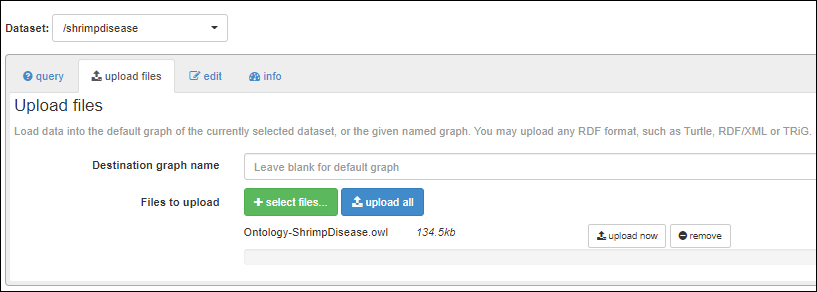 Dataset: /shrimpdisease
query upload files edit info
Upload files
Load data into the default graph of the currently selected dataset, or the given named graph. You may upload any RDF format, such as Turtle, RDF/XML or TRiG.
Destination graph name Leave blank for default graph
Files to upload select files... upload all
Ontology-ShrimpDisease.owl 134.5kb upload now remove